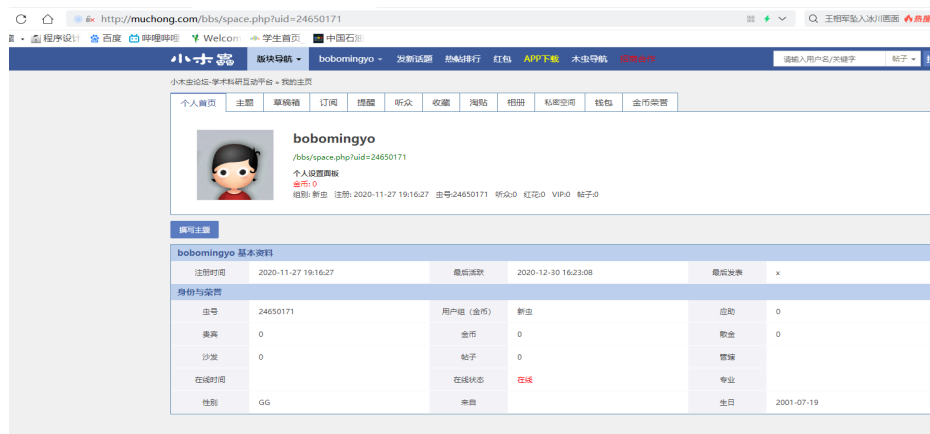 http://muchong.com/bbs/space.php?uid=24650171 王相军坠入冰川画面
程序设计 百度 哔哩哔哩 Welcom 学生首页 中国石油
小木虫 版块导航 bobomingyo 发新话题 热帖排行 红包 APP下载 木虫导航 请输入用户名/关键字 帖子
小木虫论坛-学术科研互动平台 » 我的主页
个人首页 主题 草稿箱 订阅 提醒 听众 收藏 淘贴 相册 私密空间 钱包 金币荣誉
bobomingyo
/bbs/space.php?uid=24650171
个人设置面板
金币: 0
组别: 新虫 注册: 2020-11-27 19:16:27 虫号:24650171 听众:0 红花:0 VIP:0 帖子:0
撰写主题
bobomingyo 基本资料
注册时间 2020-11-27 19:16:27 最后活跃 2020-12-30 16:23:08 最后发表 x
身份与荣誉
虫号 24650171 用户组（金币） 新虫 应助 0
贵宾 0 金币 0 散金 0
沙发 0 帖子 0 管辖
在线时间 在线状态 在线 专业
性别 GG 来自 生日 2001-07-19